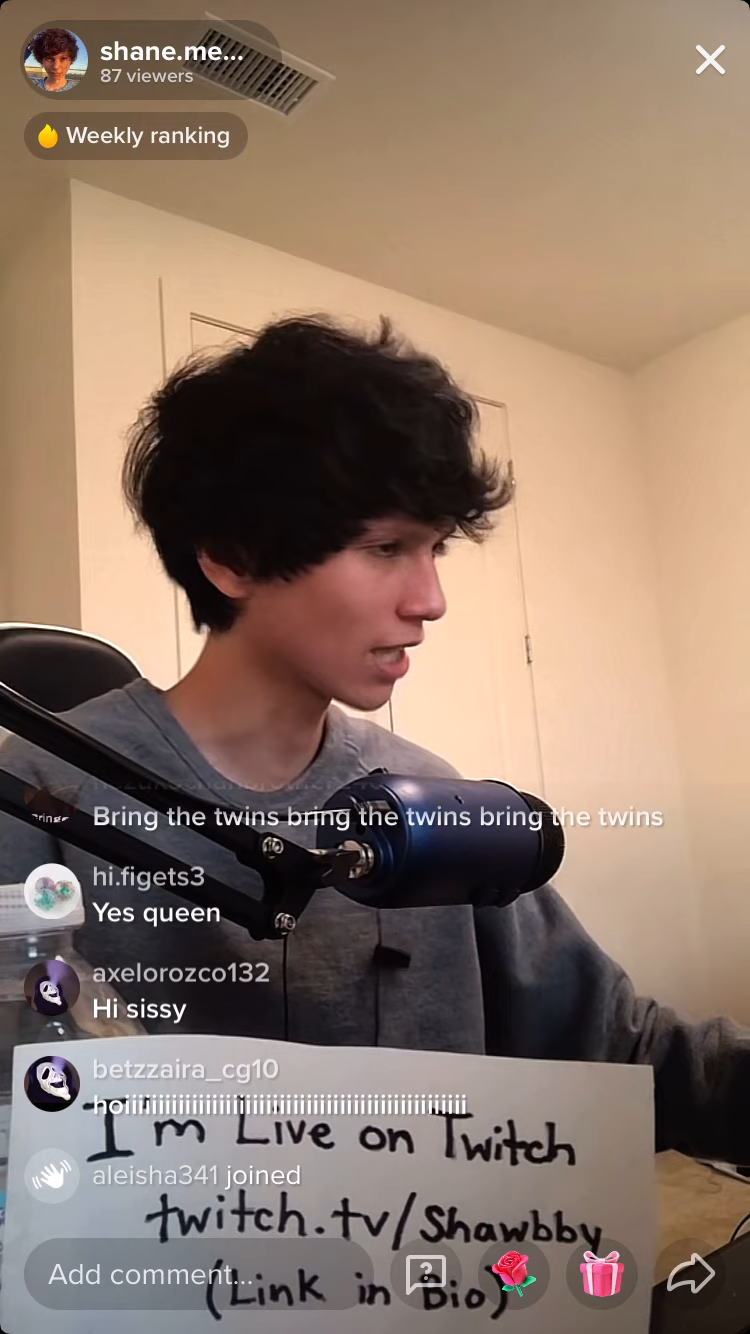 shane.me...
87 viewers
Weekly ranking
Bring the twins bring the twins bring the twins
hi.figets3
Yes queen
axelorozco132
Hi sissy
betzzaira_cg10
hoiiiiiiiiiiiiiiiiiiiiiiiiiiiiiiiiiiiiiiiiiiiiiiiiiii
I'm Live on Twitch
aleisha341 joined
twitch.tv/Shawbby
Add comment...
(Link in Bio)